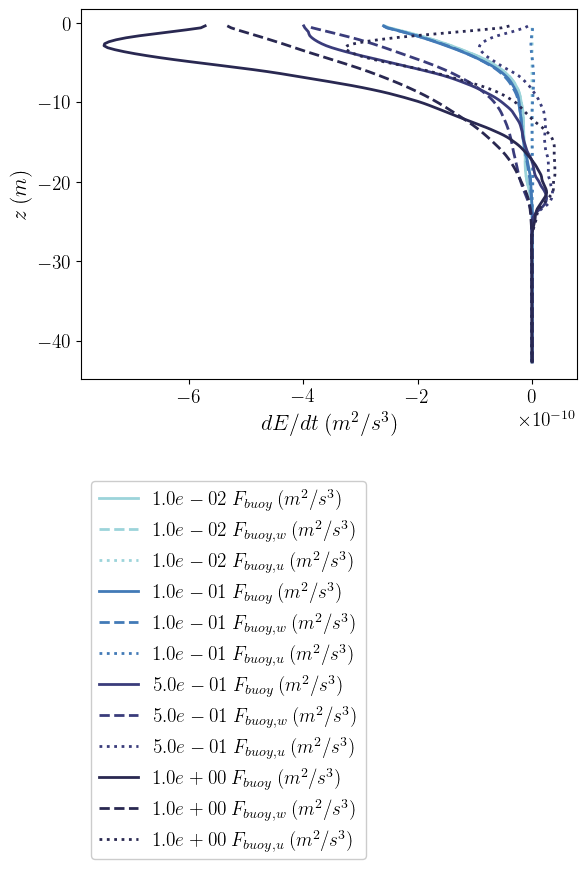 0
−10
−20
−30
−40
z (m)
−6 −4 −2 0
×10⁻¹⁰
dE/dt (m²/s³)
1.0e − 02 F_buoy (m²/s³)
1.0e − 02 F_buoy,w (m²/s³)
1.0e − 02 F_buoy,u (m²/s³)
1.0e − 01 F_buoy (m²/s³)
1.0e − 01 F_buoy,w (m²/s³)
1.0e − 01 F_buoy,u (m²/s³)
5.0e − 01 F_buoy (m²/s³)
5.0e − 01 F_buoy,w (m²/s³)
5.0e − 01 F_buoy,u (m²/s³)
1.0e + 00 F_buoy (m²/s³)
1.0e + 00 F_buoy,w (m²/s³)
1.0e + 00 F_buoy,u (m²/s³)